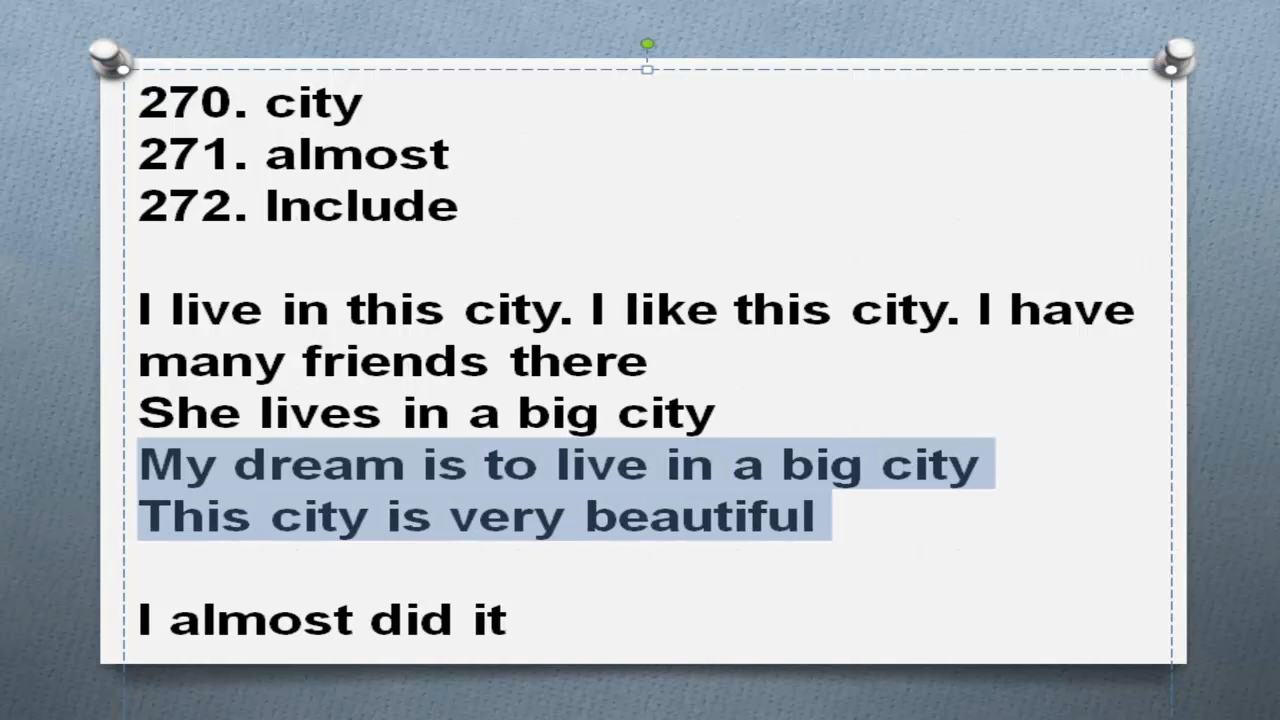 270. city
271. almost
272. Include
I live in this city. I like this city. I have
many friends there
She lives in a big city
My dream is to live in a big city
This city is very beautiful
I almost did it